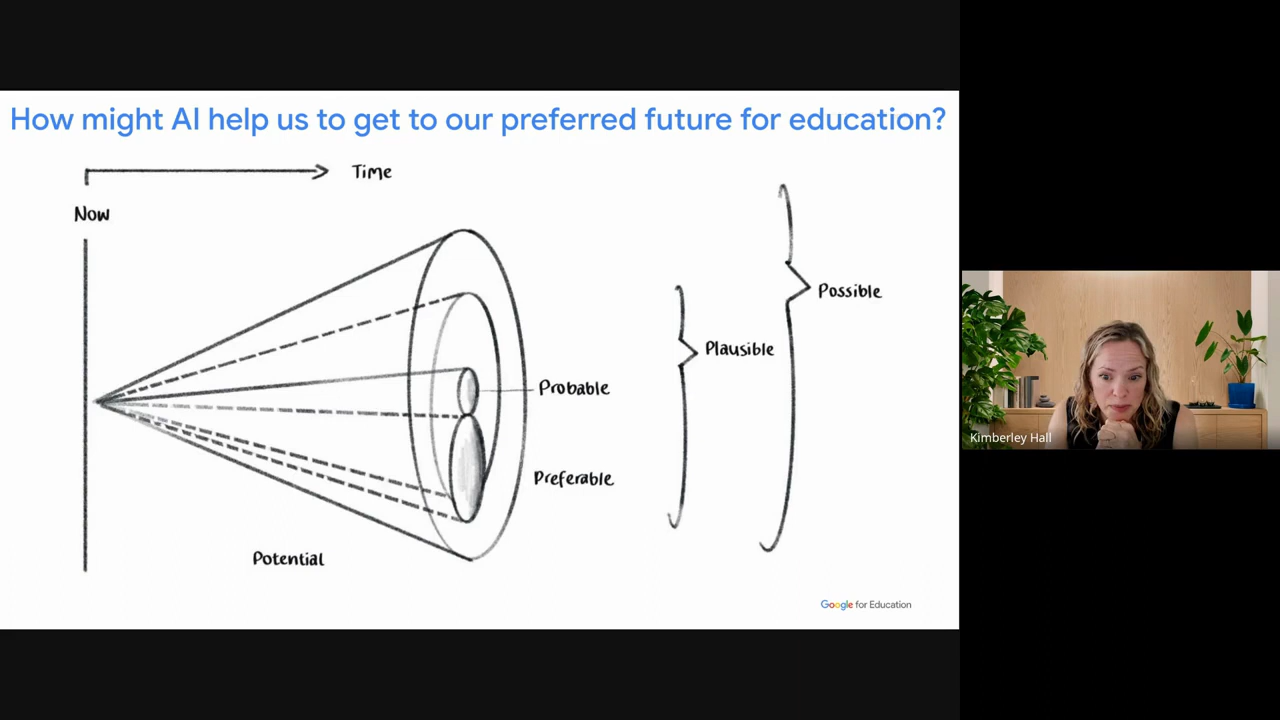 How might AI help us to get to our preferred future for education?
Time
Now
Possible
Plausible
Probable
Preferable
Potential
Google for Education
Kimberley Hall